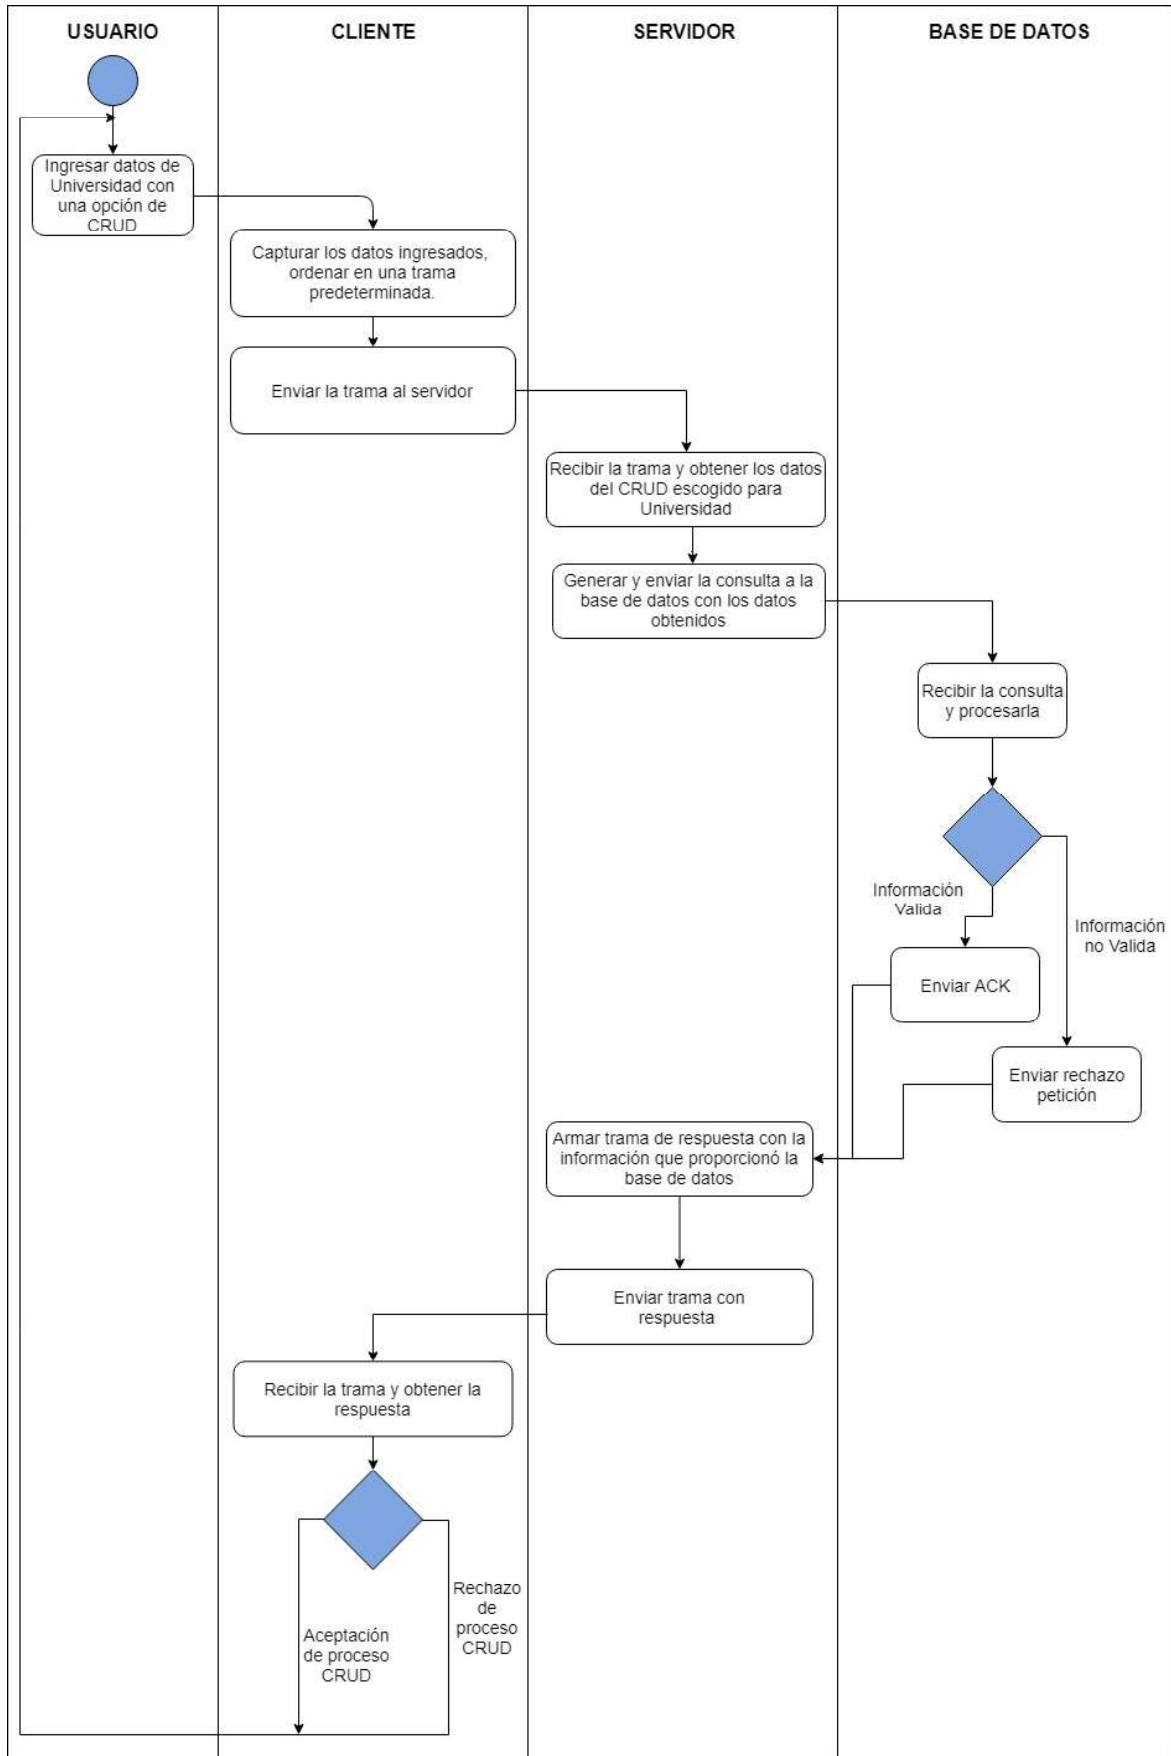 USUARIO
CLIENTE
SERVIDOR
BASE DE DATOS
Ingresar datos de
Universidad con
una opción de
CRUD
Capturar los datos ingresados,
ordenar en una trama
predeterminada.
Enviar la trama al servidor
Recibir la trama y obtener los datos
del CRUD escogido para
Universidad
Generar y enviar la consulta a la
base de datos con los datos
obtenidos
Recibir la consulta
y procesarla
Información
Valida
Información
no Valida
Enviar ACK
Enviar rechazo
petición
Armar trama de respuesta con la
información que proporcionó la
base de datos
Enviar trama con
respuesta
Recibir la trama y obtener la
respuesta
Rechazo
de
proceso
CRUD
Aceptación
de proceso
CRUD